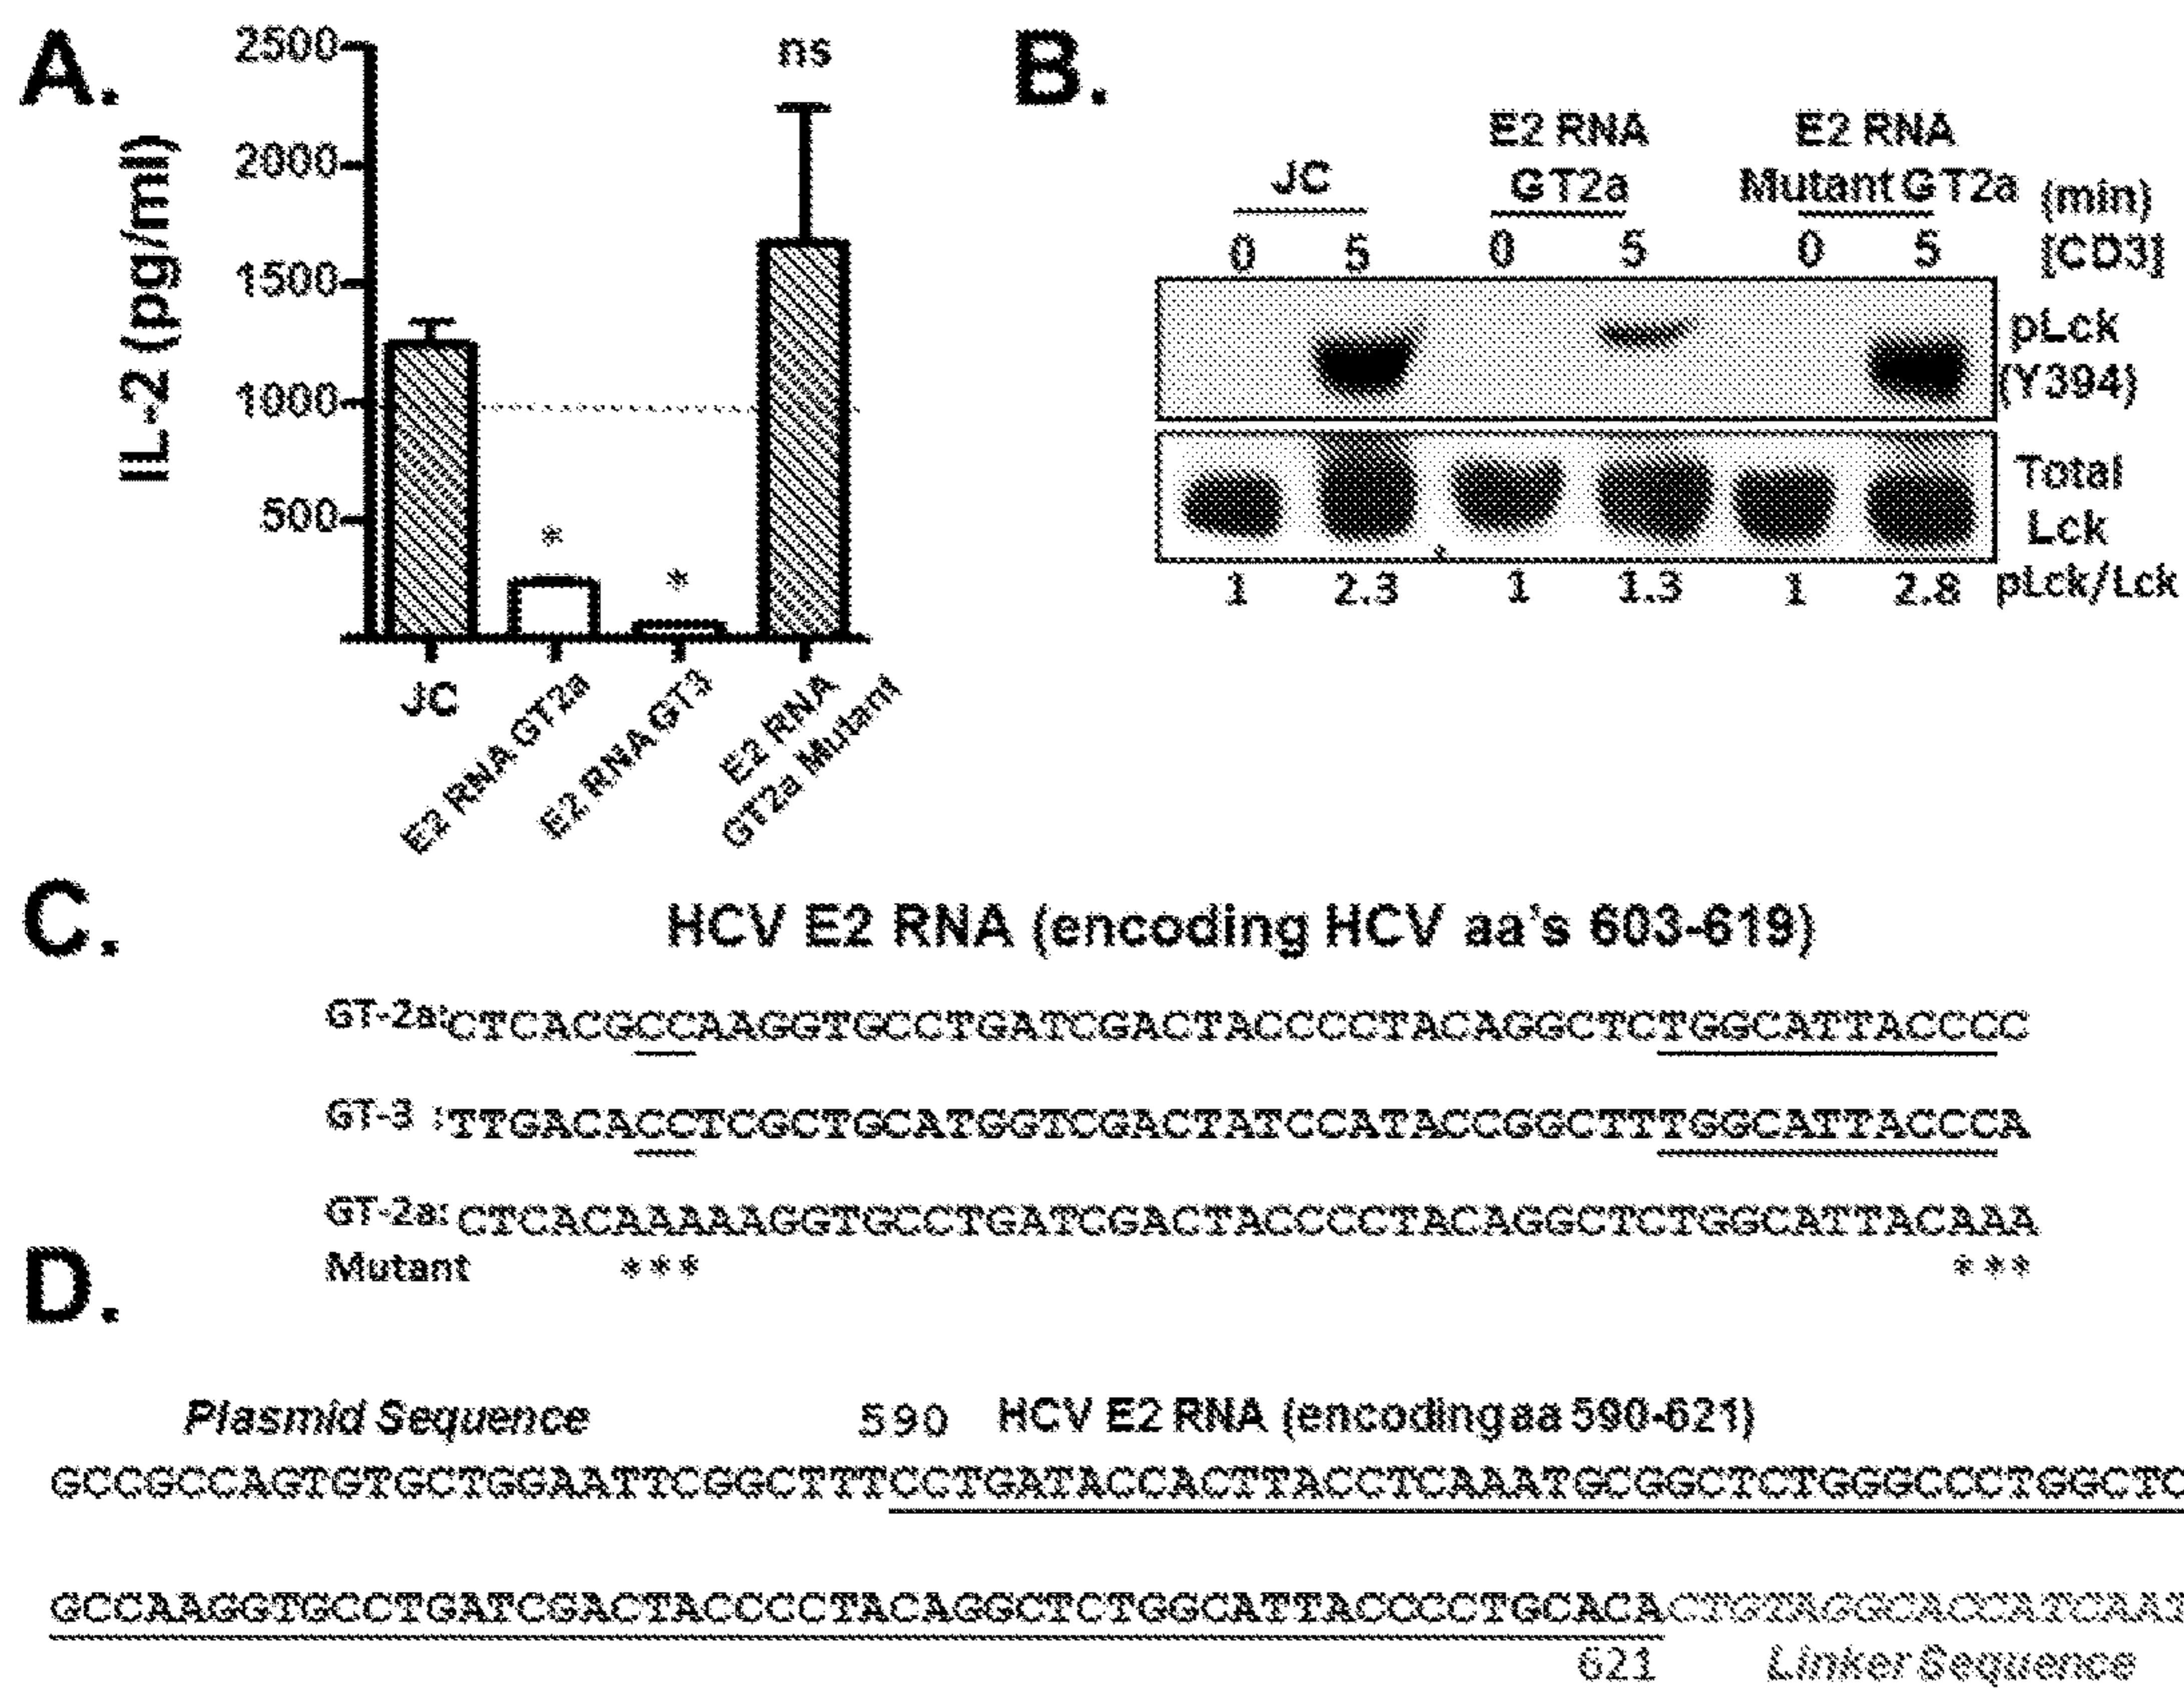 A.
2500
2000
1500
1000
500
IL-2 (pg/ml)
ns
*
*
JC
E2 RNA GT2a
E2 RNA GT3
E2 RNA
GT2a Mutant
B.
JC
E2 RNA
GT2a
E2 RNA
Mutant GT2a
(min)
0 5 0 5 0 5 [CD3]
pLck
(Y394)
Total
Lck
1 2.3 1 1.3 1 2.8 pLck/Lck
C.
HCV E2 RNA (encoding HCV aa's 603-619)
GT-2a: CTCACGCCAAGGTGCCTGATCGACTACCCCTACAGGCTCTGGCATTACCCC
GT-3 : TTGACACCTCGCTGCATGGTCGACTATCCATACCGGCTTTGGCATTACCCA
GT-2a: CTCACAAAAAGGTGCCTGATCGACTACCCCTACAGGCTCTGGCATTACAAA
Mutant *** ***
D.
Plasmid Sequence 590 HCV E2 RNA (encoding aa 590-621)
GCCGCCAGTGTGCTGGAATTCGGCTTTCCTGATACCACTTACCTCAAATGCGGCTCTGGGCCCTGGCTC
GCCAAGGTGCCTGATCGACTACCCCTACAGGCTCTGGCATTACCCCTGCACACTGTAGGCACCATCAAT
621 Linker Sequence